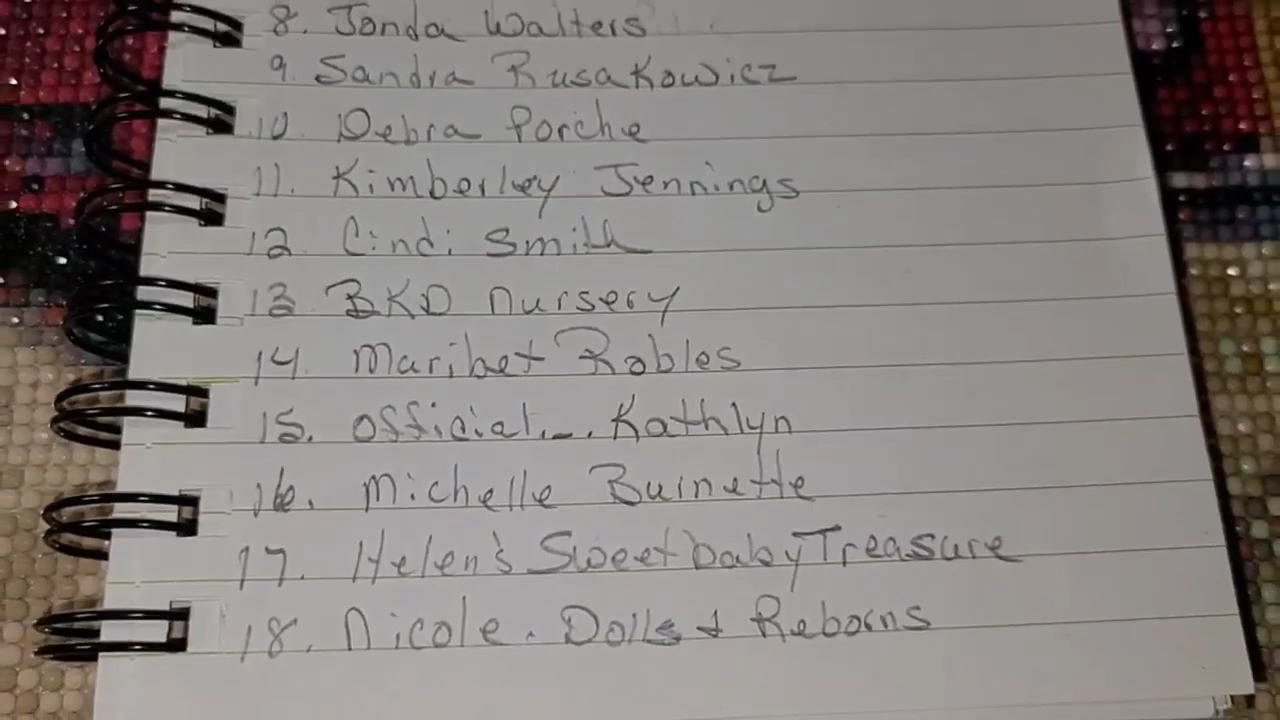 8. Jonda Walters
9. Sandra Rusakowicz
10. Debra Porche
11. Kimberley Jennings
12. Cindi Smith
13. BKD nursery
14. Maribet Robles
15. Official.... Kathlyn
16. Michelle Burnette
17. Helen's Sweet baby Treasure
18. Nicole. Dolls & Reborns